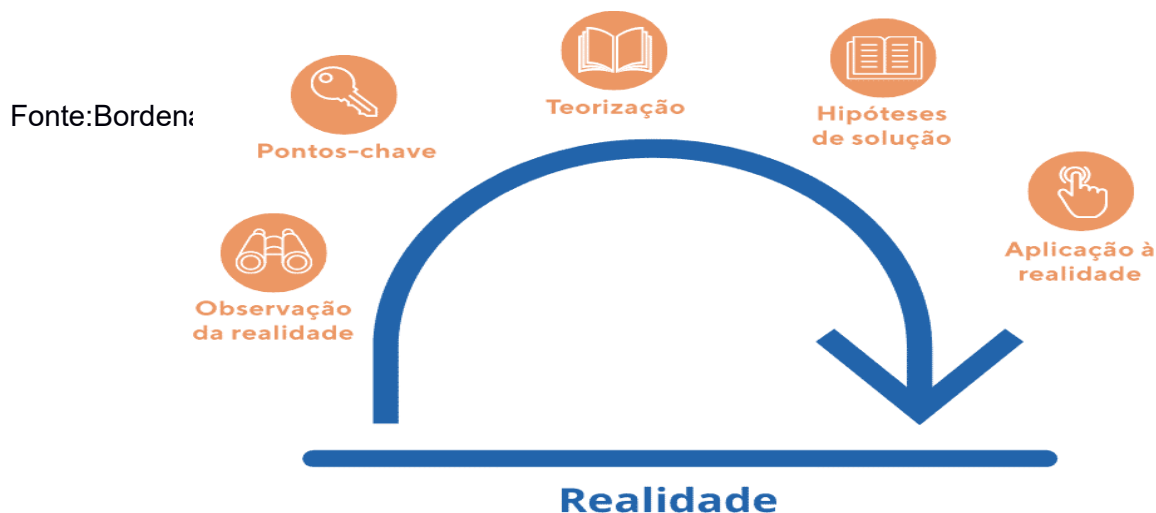 Fonte:Bordena
Observação
da realidade
Pontos-chave
Teorização
Hipóteses
de solução
Aplicação à
realidade
Realidade